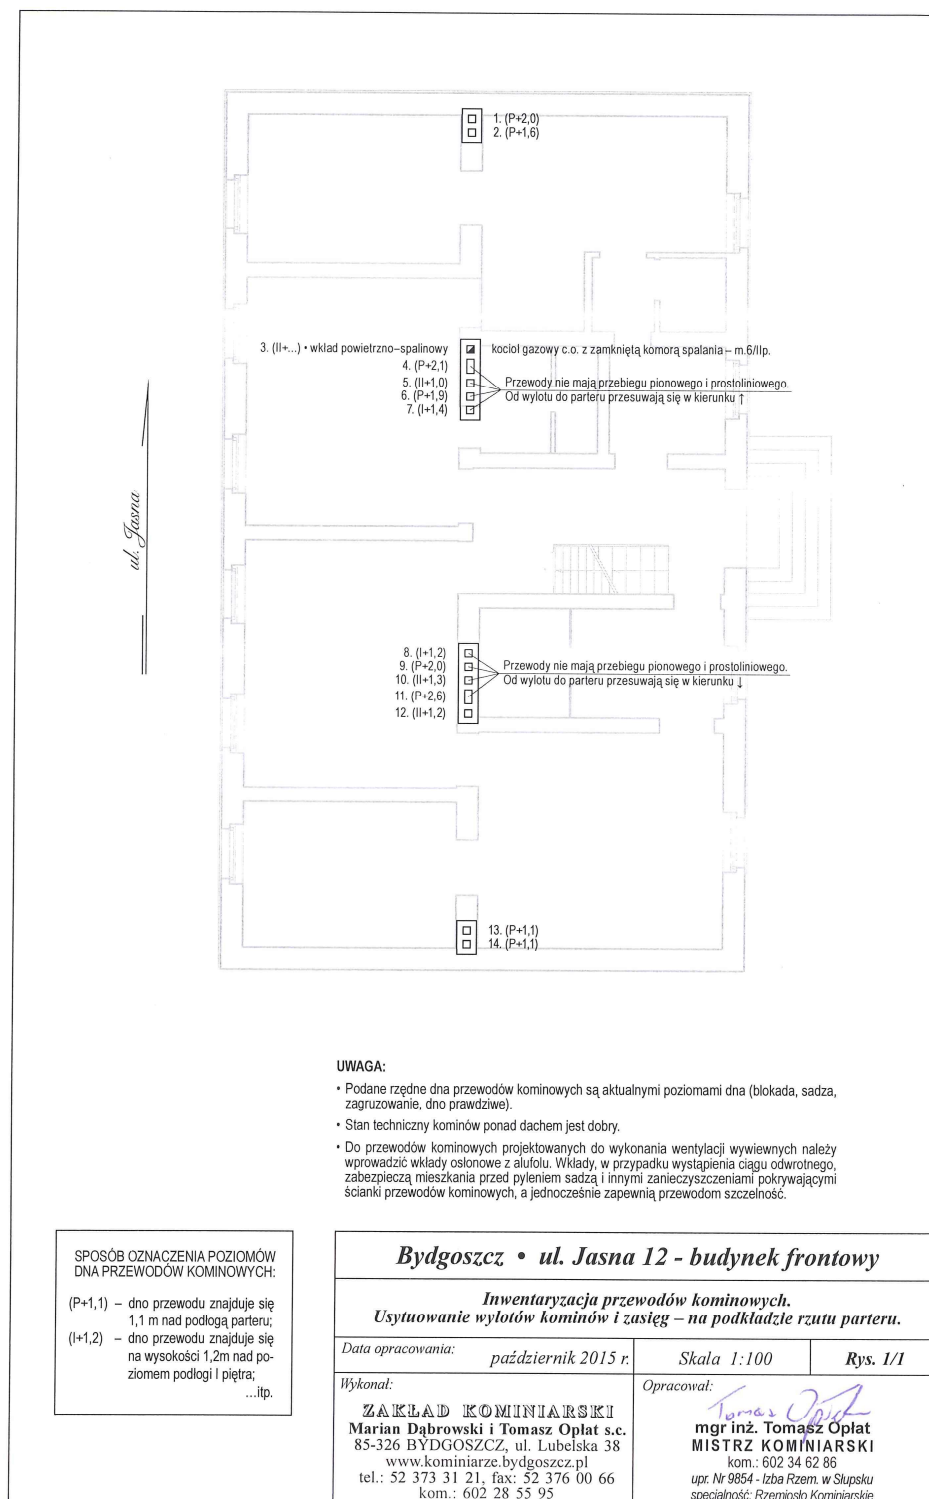 1. (P+2,0)
2. (P+1,6)
3. (II+...) • wkład powietrzno–spalinowy
kocioł gazowy c.o. z zamkniętą komorą spalania – m.6/IIp.
4. (P+2,1)
5. (II+1,0)
Przewody nie mają przebiegu pionowego i prostoliniowego.
6. (P+1,9)
Od wylotu do parteru przesuwają się w kierunku ↑
7. (I+1,4)
ul. Jasna
8. (I+1,2)
9. (P+2,0)
Przewody nie mają przebiegu pionowego i prostoliniowego.
10. (II+1,3)
Od wylotu do parteru przesuwają się w kierunku ↓
11. (P+2,6)
12. (II+1,2)
13. (P+1,1)
14. (P+1,1)
UWAGA:
• Podane rzędne dna przewodów kominowych są aktualnymi poziomami dna (blokada, sadza,
zagruzowanie, dno prawdziwe).
• Stan techniczny kominów ponad dachem jest dobry.
• Do przewodów kominowych projektowanych do wykonania wentylacji wywiewnych należy
wprowadzić wkłady osłonowe z alufolu. Wkłady, w przypadku wystąpienia ciągu odwrotnego,
zabezpieczą mieszkania przed pyleniem sadzą i innymi zanieczyszczeniami pokrywającymi
ścianki przewodów kominowych, a jednocześnie zapewnią przewodom szczelność.
SPOSÓB OZNACZENIA POZIOMÓW
DNA PRZEWODÓW KOMINOWYCH:
(P+1,1) – dno przewodu znajduje się
1,1 m nad podłogą parteru;
(I+1,2) – dno przewodu znajduje się
na wysokości 1,2m nad po-
ziomem podłogi I piętra;
...itp.
Bydgoszcz • ul. Jasna 12 - budynek frontowy
Inwentaryzacja przewodów kominowych.
Usytuowanie wylotów kominów i zasięg – na podkładzie rzutu parteru.
Data opracowania:
październik 2015 r.
Skala 1:100
Rys. 1/1
Wykonał:
ZAKŁAD KOMINIARSKI
Marian Dąbrowski i Tomasz Opłat s.c.
85-326 BYDGOSZCZ, ul. Lubelska 38
www.kominiarze.bydgoszcz.pl
tel.: 52 373 31 21, fax: 52 376 00 66
kom.: 602 28 55 95
Opracował:
Tomasz Opłat
mgr inż. Tomasz Opłat
MISTRZ KOMINIARSKI
kom.: 602 34 62 86
upr. Nr 9854 - Izba Rzem. w Słupsku
specjalność: Rzemiosło Kominiarskie